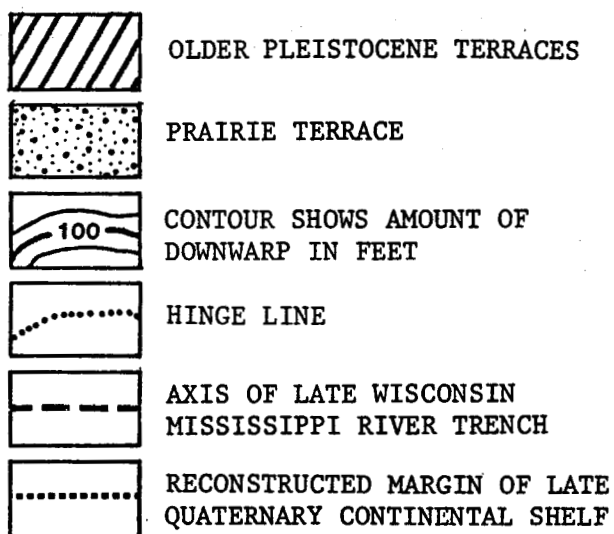 OLDER PLEISTOCENE TERRACES
PRAIRIE TERRACE
100
CONTOUR SHOWS AMOUNT OF
DOWNWARP IN FEET
HINGE LINE
AXIS OF LATE WISCONSIN
MISSISSIPPI RIVER TRENCH
RECONSTRUCTED MARGIN OF LATE
QUATERNARY CONTINENTAL SHELF